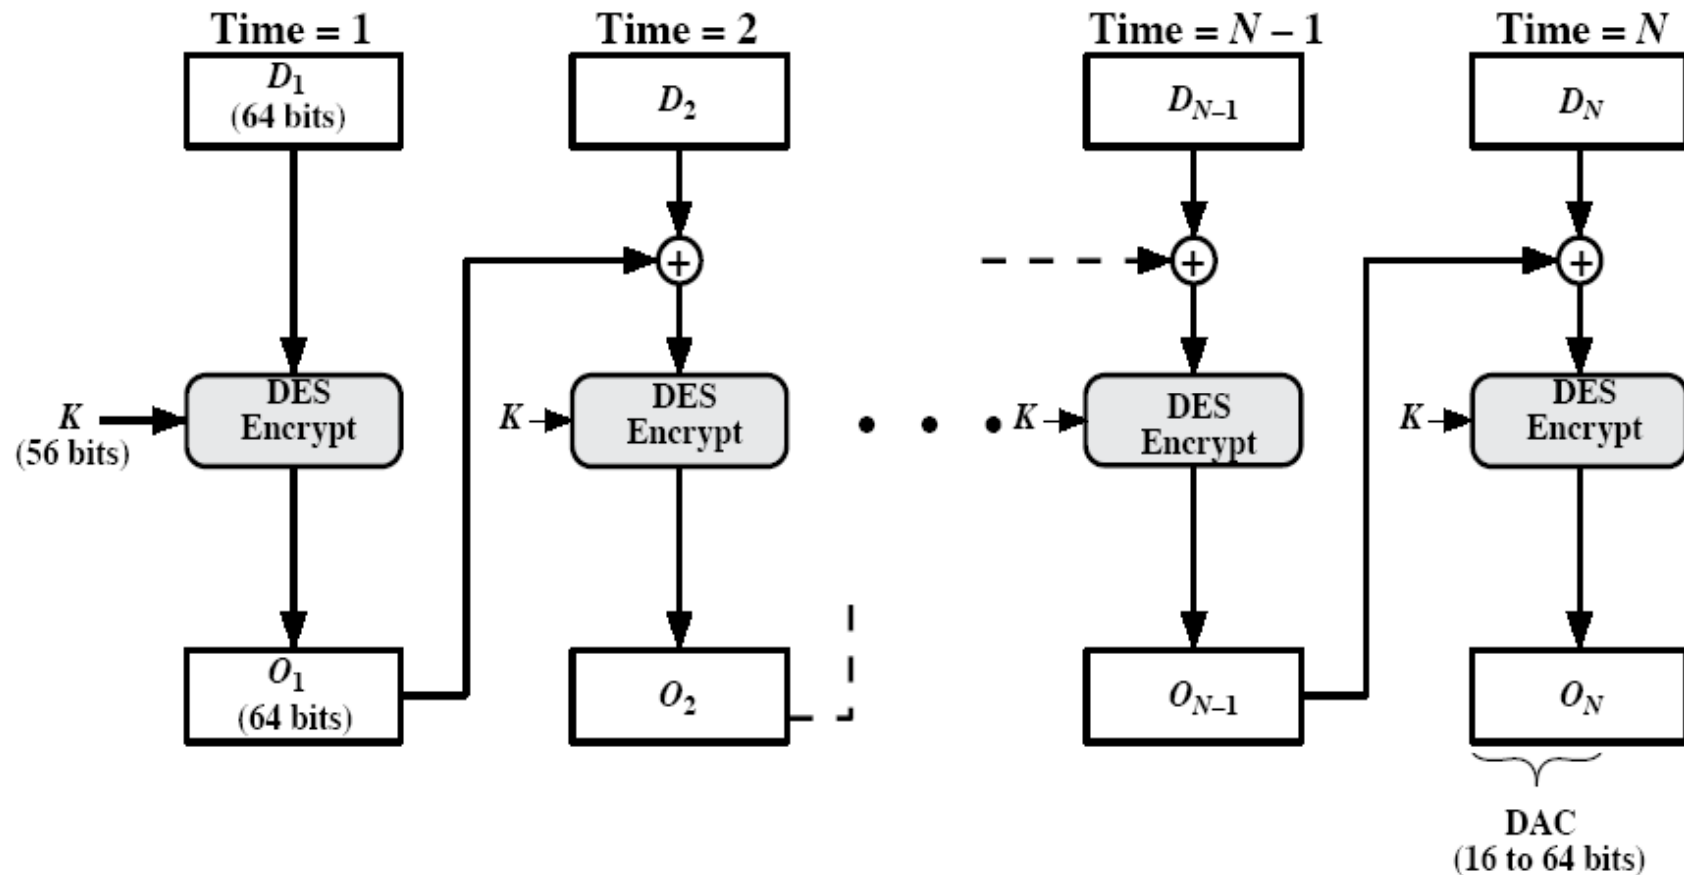 Time = 1
Time = 2
Time = N – 1
Time = N
D1
(64 bits)
D2
DN–1
DN
+
+
+
K
(56 bits)
DES
Encrypt
K
DES
Encrypt
• • •
K
DES
Encrypt
K
DES
Encrypt
O1
(64 bits)
O2
ON–1
ON
DAC
(16 to 64 bits)